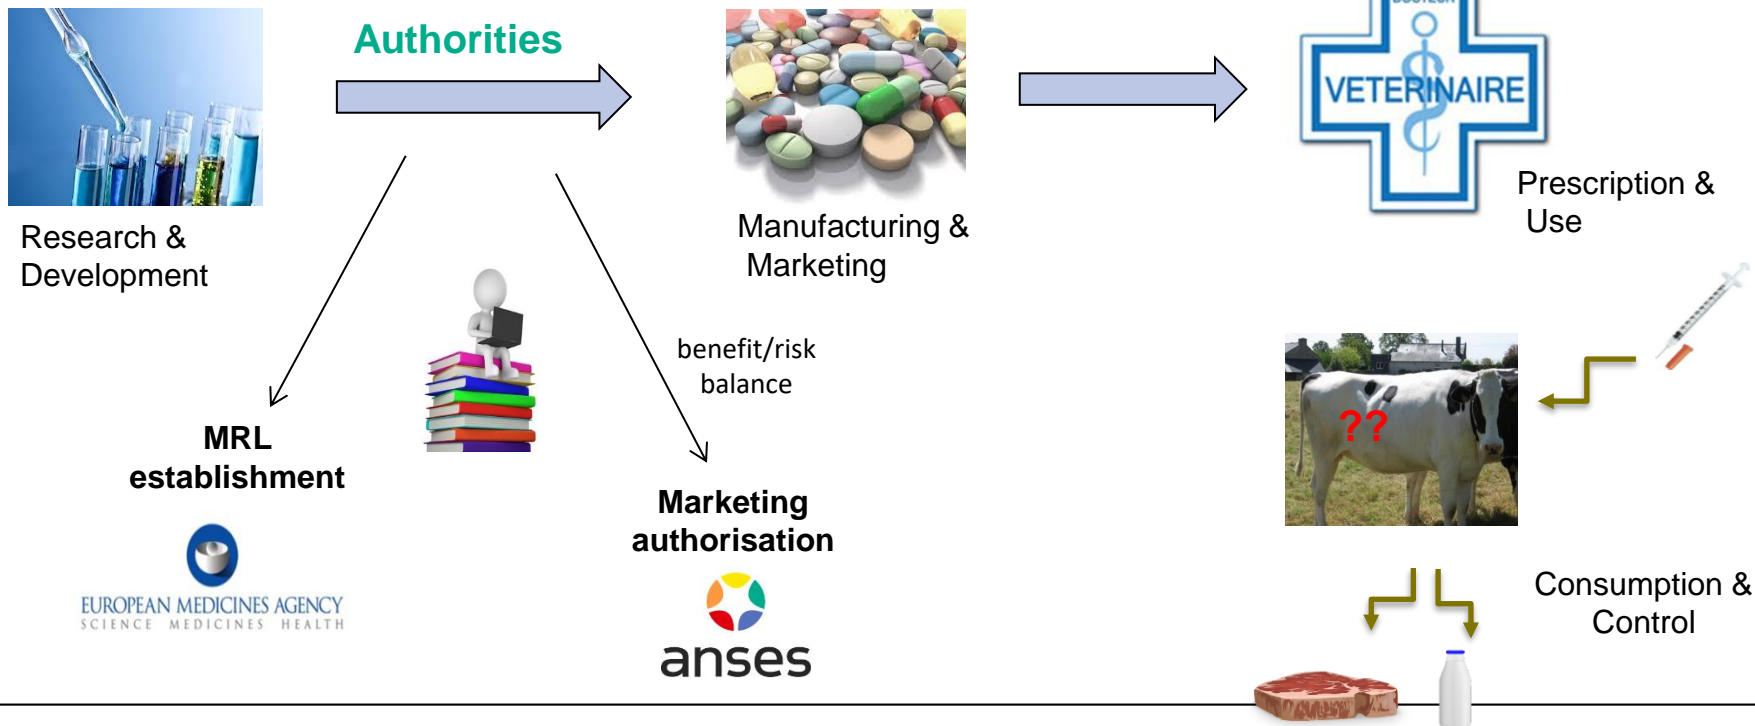 DOCTEUR
Authorities
VETERINAIRE
Research &
Development
Manufacturing &
Marketing
Prescription &
Use
benefit/risk
balance
??
MRL
establishment
Marketing
authorisation
EUROPEAN MEDICINES AGENCY
SCIENCE MEDICINES HEALTH
anses
Consumption &
Control